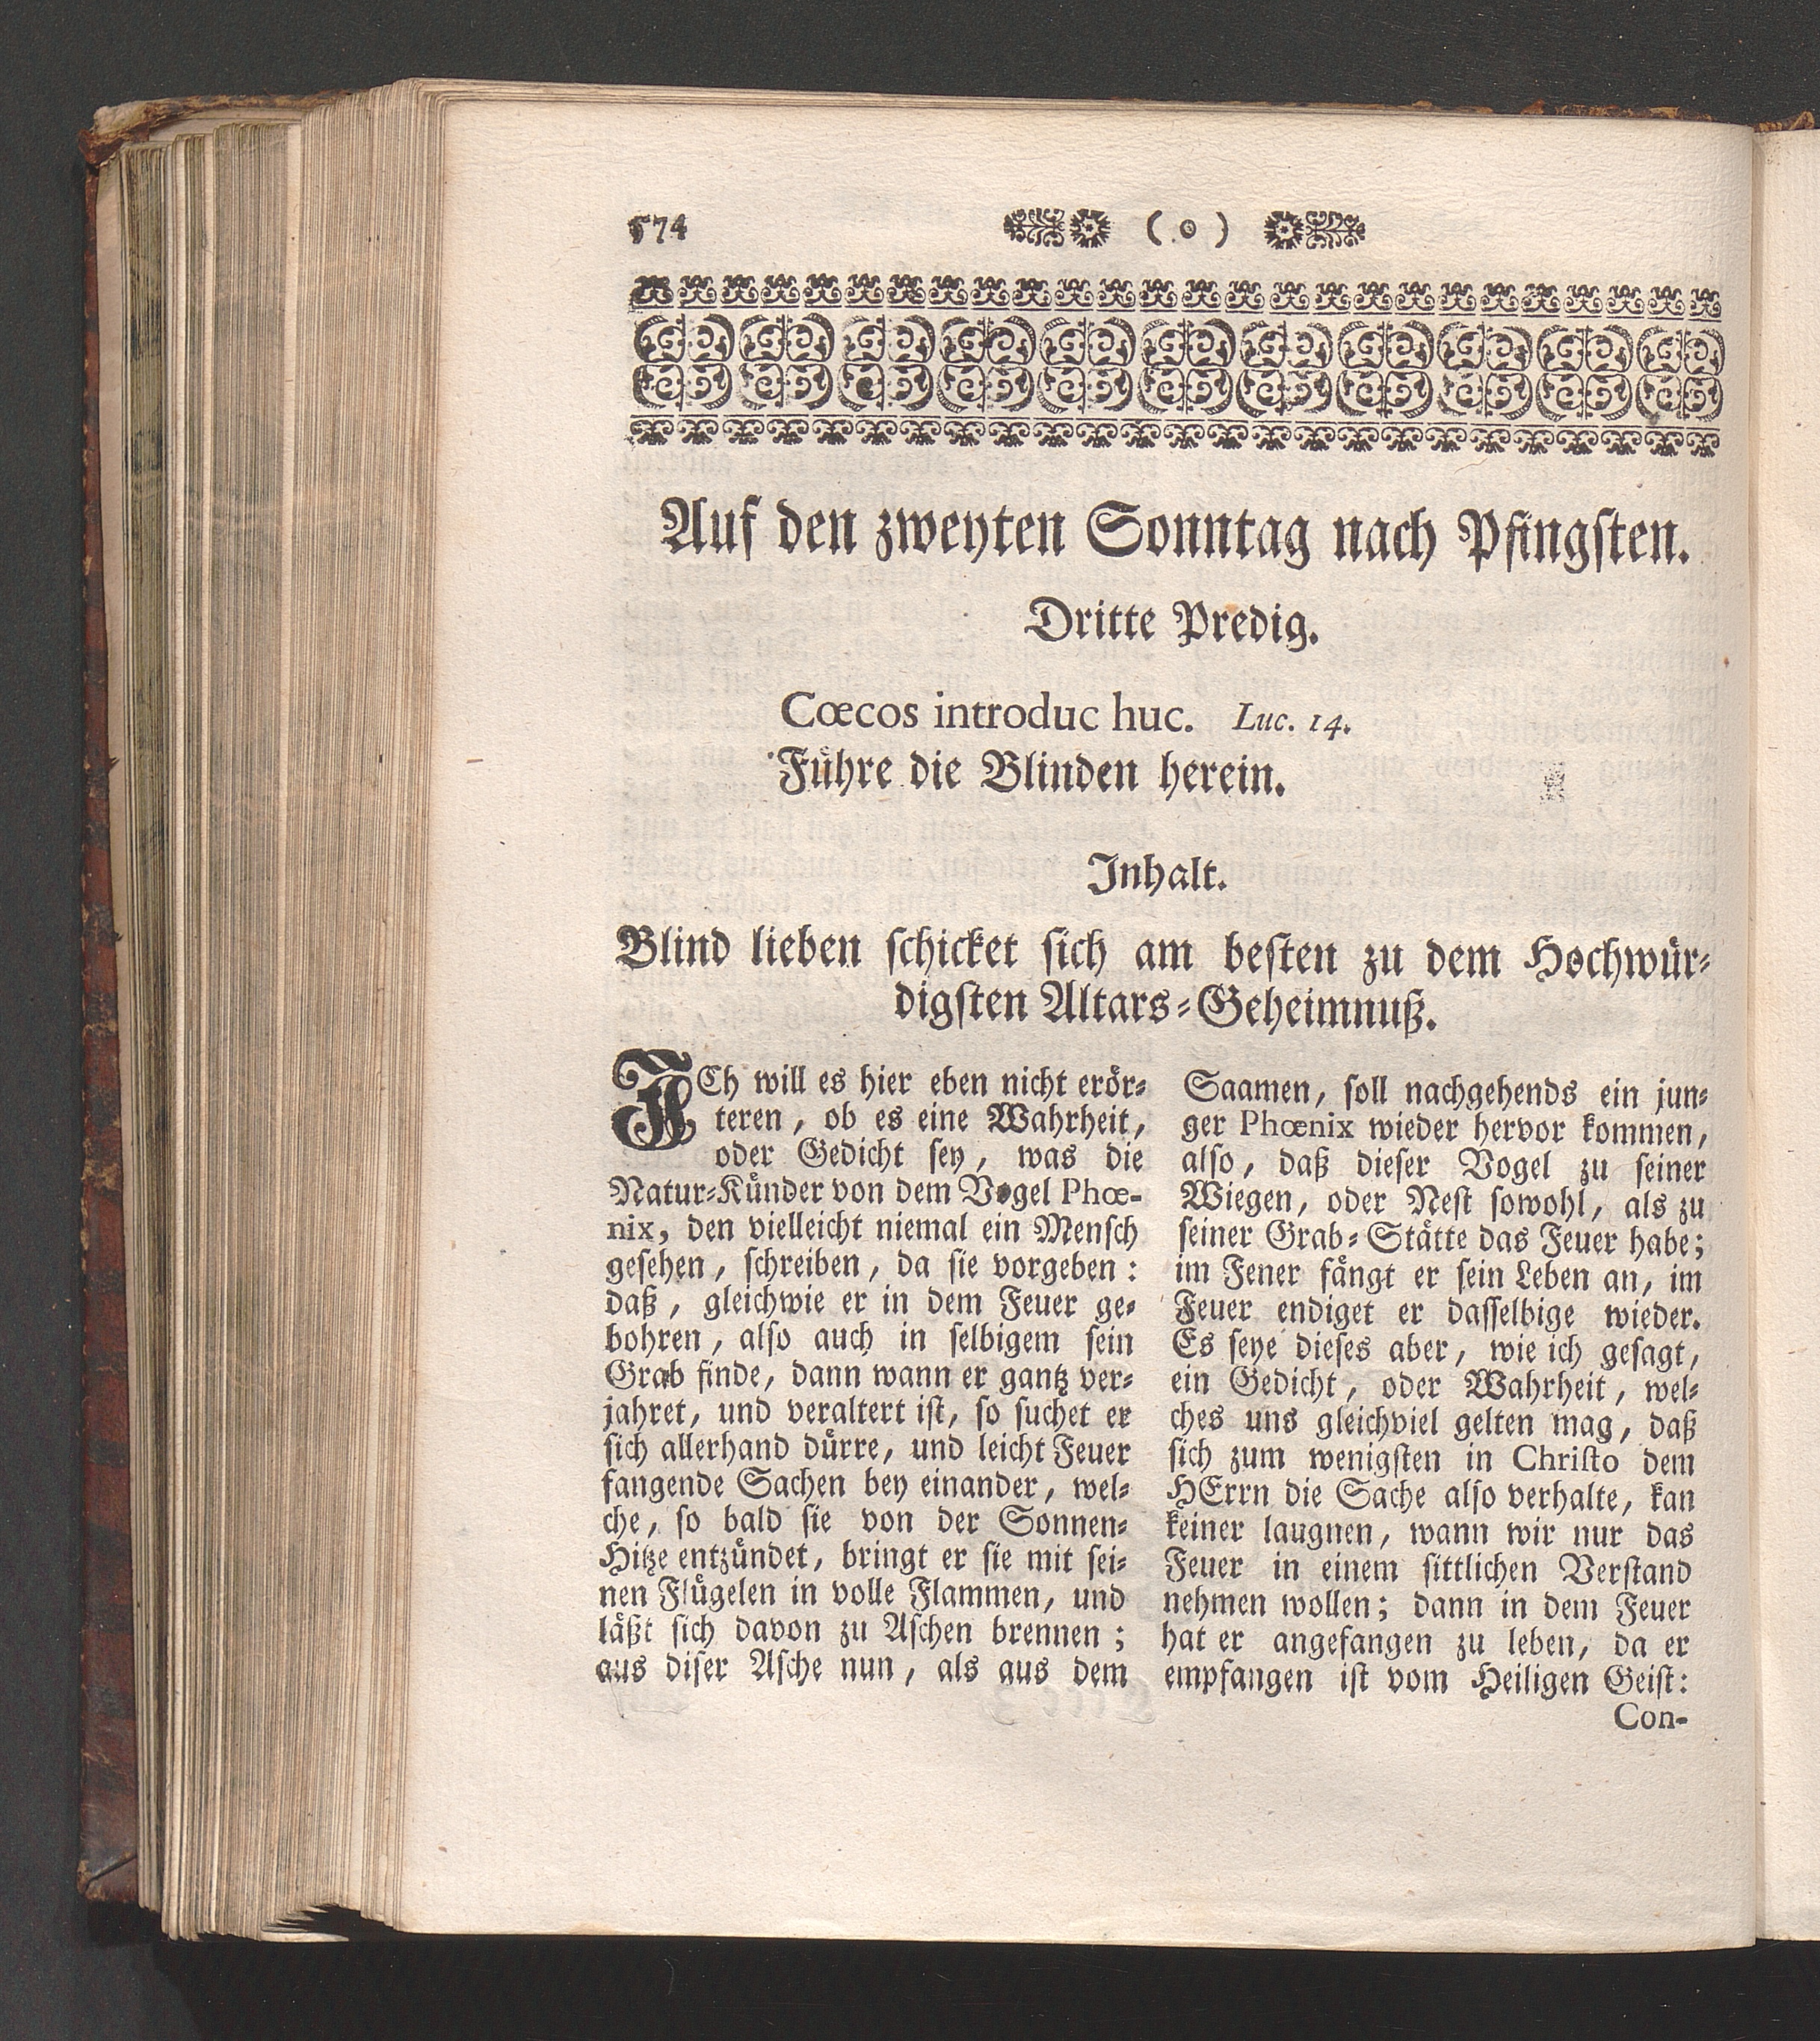 574 ( o )
Auf den zweyten Sonntag nach Pfingsten.
Dritte Predig.
Cœcos introduc huc. Luc. 14.
Führe die Blinden herein.
Inhalt.
Blind lieben schicket sich am besten zu dem Hochwür-
digsten Altars-Geheimnuß.
ICh will es hier eben nicht erör-
teren, ob es eine Wahrheit,
oder Gedicht sey, was die
Natur-Künder von dem Vogel Phœ-
nix, den vielleicht niemal ein Mensch
gesehen, schreiben, da sie vorgeben:
daß, gleichwie er in dem Feuer ge-
bohren, also auch in selbigem sein
Grab finde, dann wann er gantz ver-
jahret, und veraltert ist, so suchet er
sich allerhand dürre, und leicht Feuer
fangende Sachen bey einander, wel-
che, so bald sie von der Sonnen-
Hitze entzündet, bringt er sie mit sei-
nen Flügelen in volle Flammen, und
läßt sich davon zu Aschen brennen;
aus diser Asche nun, als aus dem
Saamen, soll nachgehends ein jun-
ger Phœnix wieder hervor kommen,
also, daß dieser Vogel zu seiner
Wiegen, oder Nest sowohl, als zu
seiner Grab-Stätte das Feuer habe;
im Fener fängt er sein Leben an, im
Feuer endiget er dasselbige wieder.
Es seye dieses aber, wie ich gesagt,
ein Gedicht, oder Wahrheit, wel-
ches uns gleichviel gelten mag, daß
sich zum wenigsten in Christo dem
HErrn die Sache also verhalte, kan
keiner laugnen, wann wir nur das
Feuer in einem sittlichen Verstand
nehmen wollen; dann in dem Feuer
hat er angefangen zu leben, da er
empfangen ist vom Heiligen Geist:
Con-